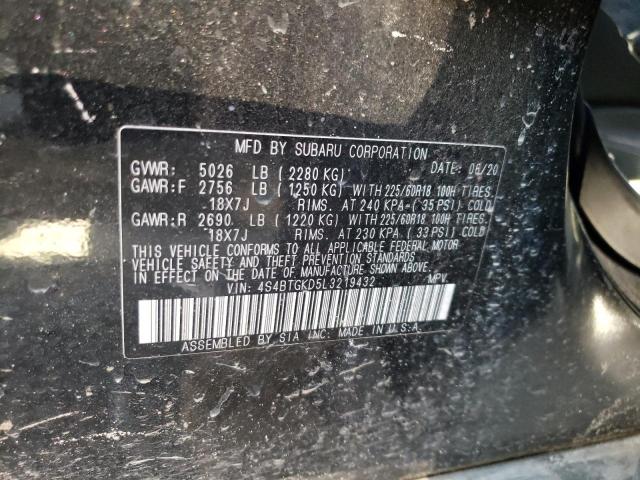 MFD BY SUBARU CORPORATION DATE: 06/20
GVWR: 5026 LB (2280 KG)
GAWR:F 2756 LB (1250 KG) WITH 225/60R18 100H TIRES.
18X7J RIMS. AT 240 KPA-(35 PSI) COLD
GAWR:R 2690 LB (1220 KG) WITH 225/60R18 100H TIRES.
18X7J RIMS. AT 230 KPA (33 PSI) COLD
THIS VEHICLE CONFORMS TO ALL APPLICABLE FEDERAL MOTOR
VEHICLE SAFETY, BUMPER, AND THEFT PREVENTION STANDARDS
IN EFFECT ON THE DATE OF MANUFACTURE SHOWN ABOVE.
VIN: 4S4BTGKD5L3219432 MPV
ASSEMBLED BY SIA INC. MADE IN U.S.A